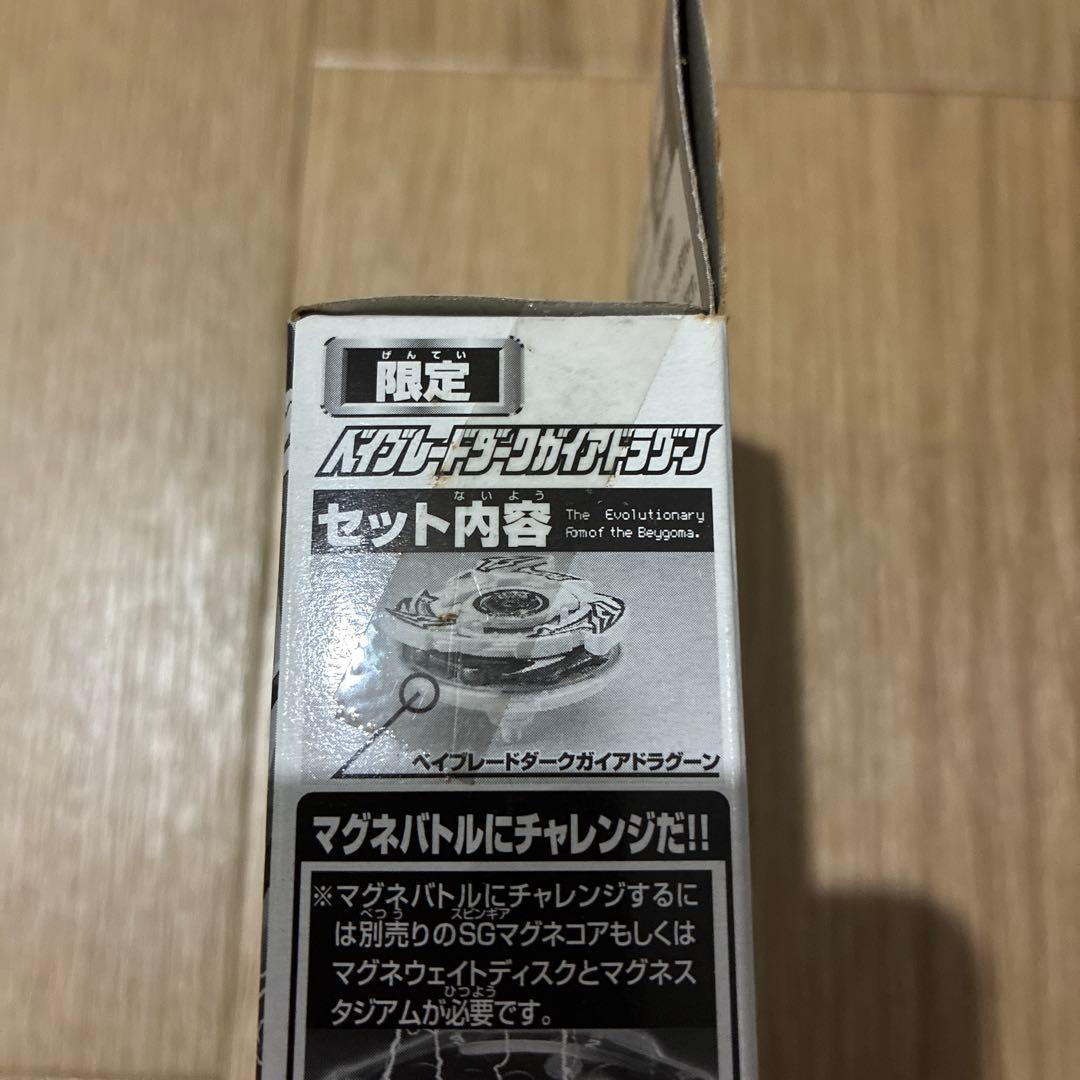 げんてい
限定
ベイブレードダークガイアドラグーン
ないよう
セット内容
The Evolutionary
Fom of the Beygoma.
ベイブレードダークガイアドラグーン
マグネバトルにチャレンジだ!!
※マグネバトルにチャレンジするに
べつう スピンギア
は別売りのSGマグネコアもしくは
マグネウェイトディスクとマグネス
ひつよう
タジアムが必要です。